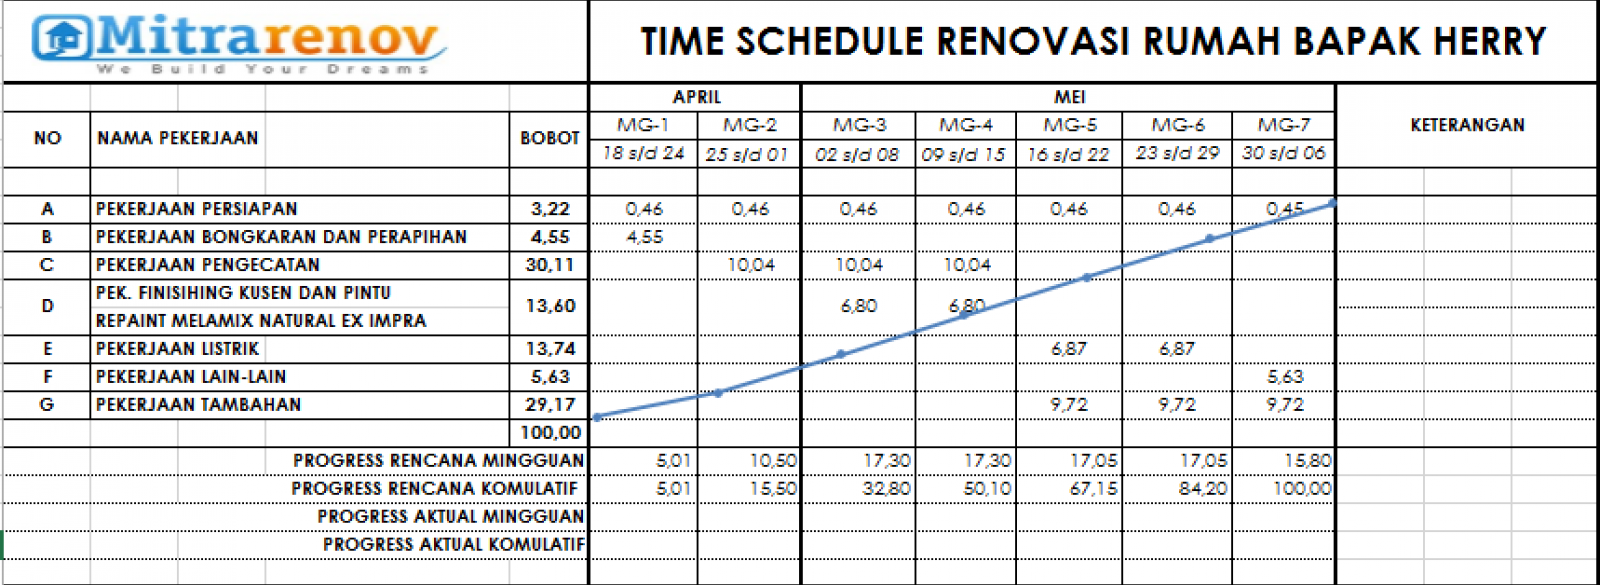 Mitrarenov
We Build Your Dreams
TIME SCHEDULE RENOVASI RUMAH BAPAK HERRY
APRIL MEI
NO NAMA PEKERJAAN BOBOT MG-1 MG-2 MG-3 MG-4 MG-5 MG-6 MG-7 KETERANGAN
18 s/d 24 25 s/d 01 02 s/d 08 09 s/d 15 16 s/d 22 23 s/d 29 30 s/d 06
A PEKERJAAN PERSIAPAN 3,22 0,46 0,46 0,46 0,46 0,46 0,46 0,45
B PEKERJAAN BONGKARAN DAN PERAPIHAN 4,55 4,55
C PEKERJAAN PENGECATAN 30,11 10,04 10,04 10,04
D PEK. FINISIHING KUSEN DAN PINTU 13,60 6,80 6,80
REPAINT MELAMIX NATURAL EX IMPRA
E PEKERJAAN LISTRIK 13,74 6,87 6,87
F PEKERJAAN LAIN-LAIN 5,63 5,63
G PEKERJAAN TAMBAHAN 29,17 9,72 9,72 9,72
100,00
PROGRESS RENCANA MINGGUAN 5,01 10,50 17,30 17,30 17,05 17,05 15,80
PROGRESS RENCANA KOMULATIF 5,01 15,50 32,80 50,10 67,15 84,20 100,00
PROGRESS AKTUAL MINGGUAN
PROGRESS AKTUAL KOMULATIF